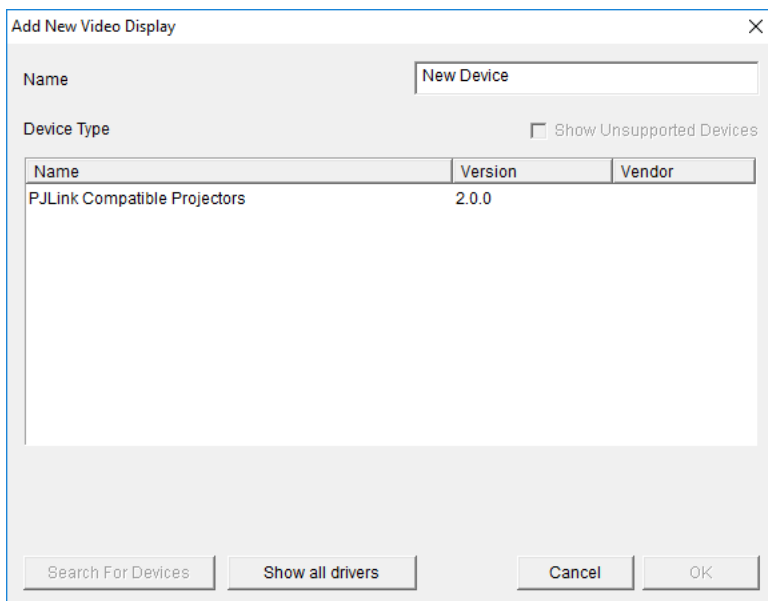 Add New Video Display
Name New Device
Device Type Show Unsupported Devices
Name Version Vendor
PJLink Compatible Projectors 2.0.0
Search For Devices Show all drivers Cancel OK